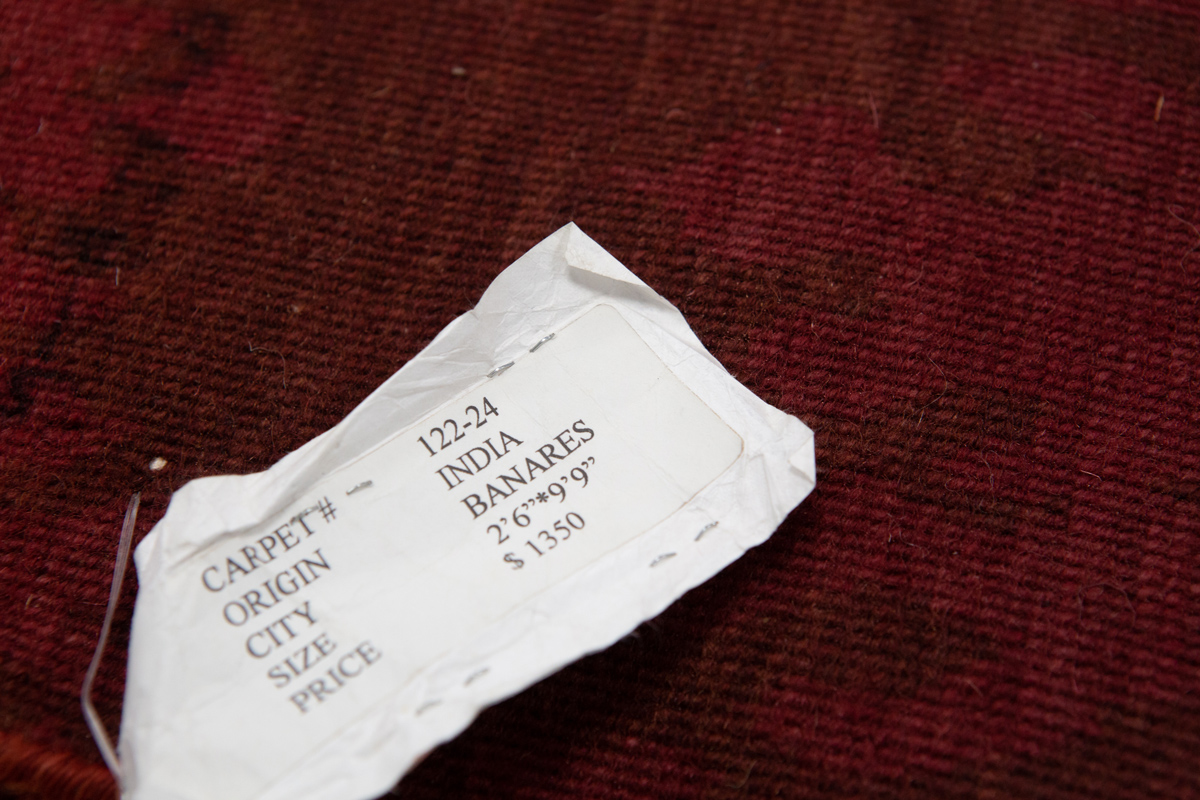 CARPET # 122-24
ORIGIN INDIA
CITY BANARES
SIZE 2’ 6”*9’9”
PRICE $ 1350